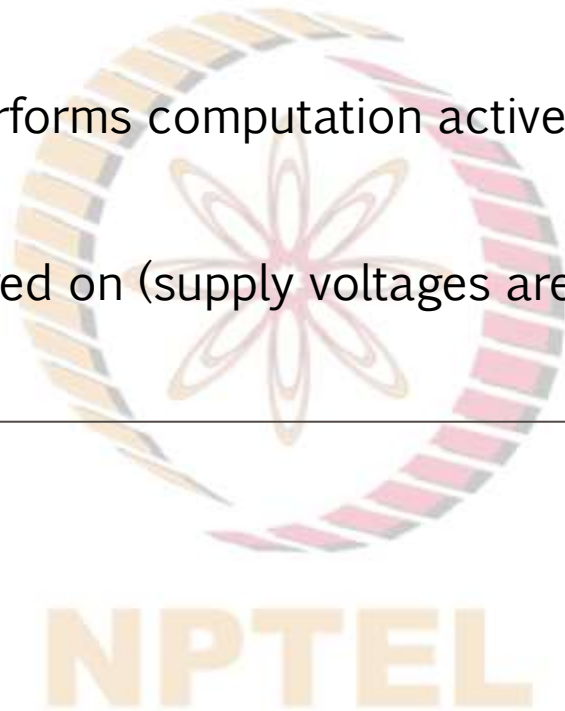 rforms computation active
ed on (supply voltages are
NPTEL